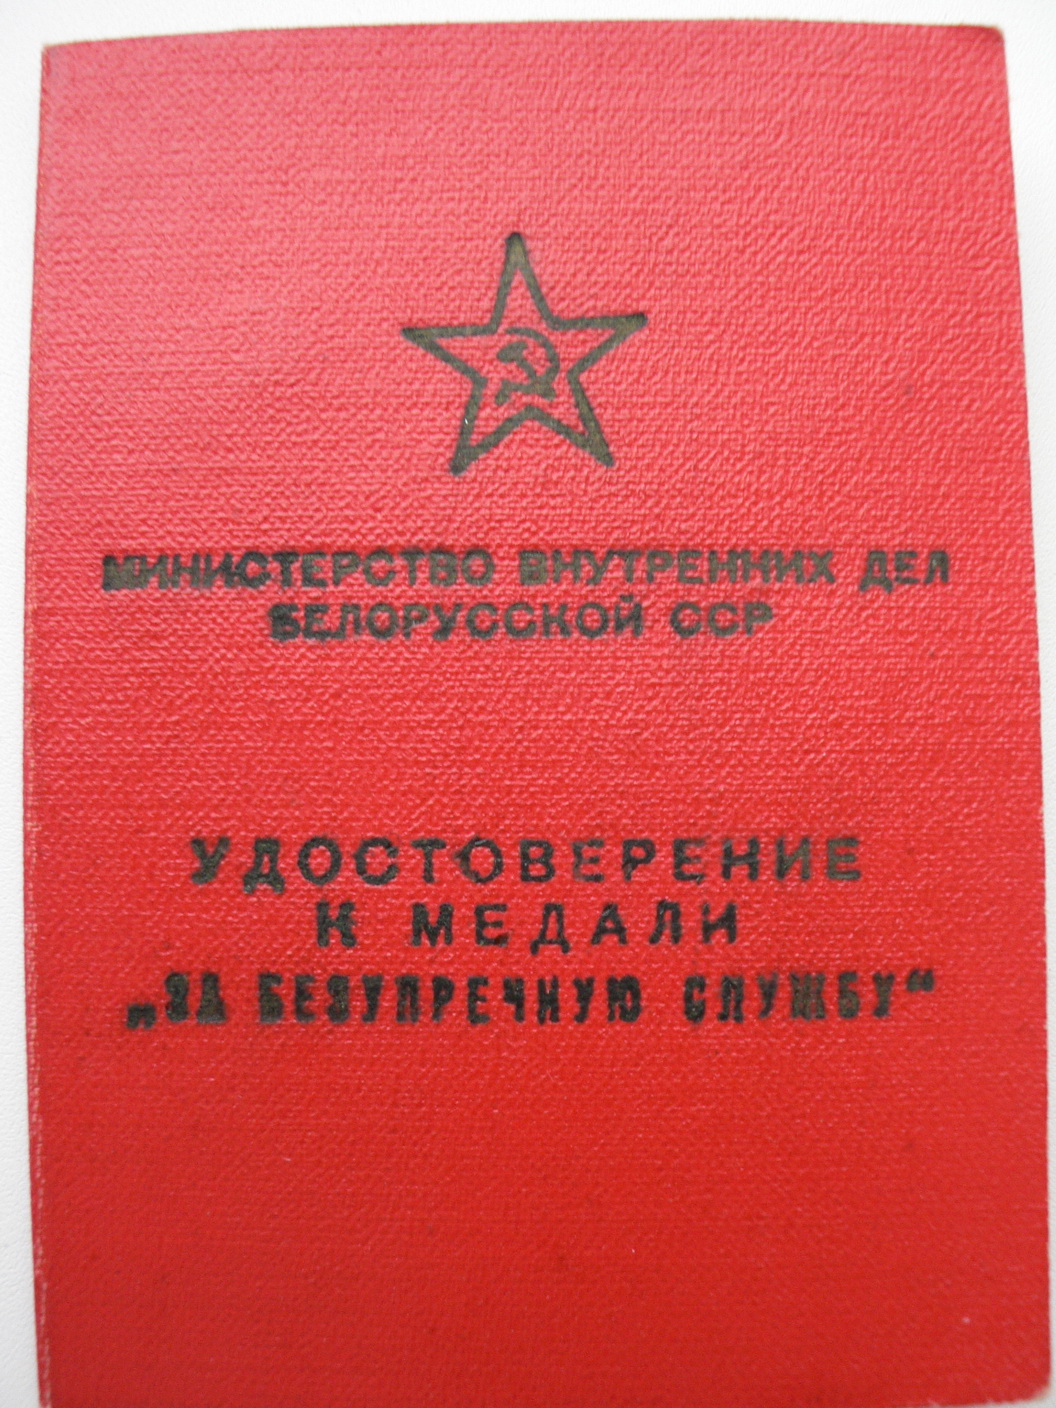 МИНИСТЕРСТВО ВНУТРЕННИХ ДЕЛ
БЕЛОРУССКОЙ ССР
УДОСТОВЕРЕНИЕ
К МЕДАЛИ
„ЗА БЕЗУПРЕЧНУЮ СЛУЖБУ“